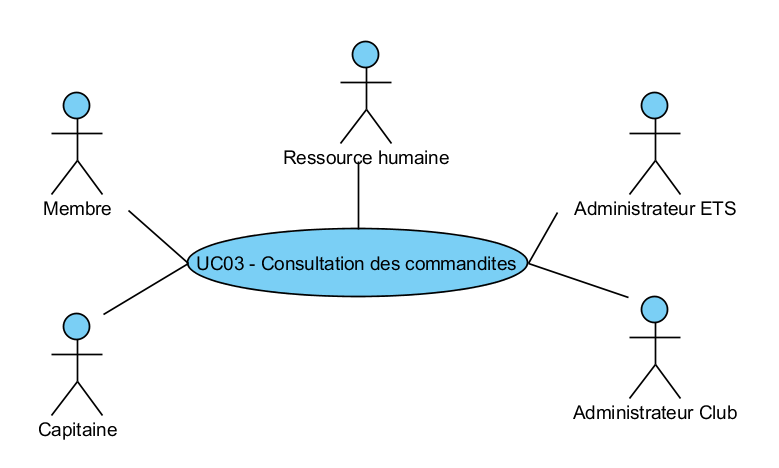 Ressource humaine
Membre
Administrateur ETS
UC03 - Consultation des commandites
Administrateur Club
Capitaine